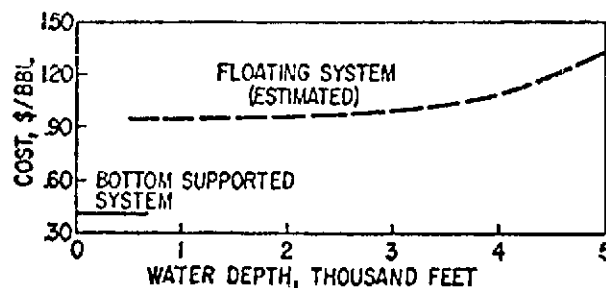 1.50
1.20
.90
.60
.30
COST, $/BBL
FLOATING SYSTEM
(ESTIMATED)
BOTTOM SUPPORTED
SYSTEM
0 1 2 3 4 5
WATER DEPTH, THOUSAND FEET